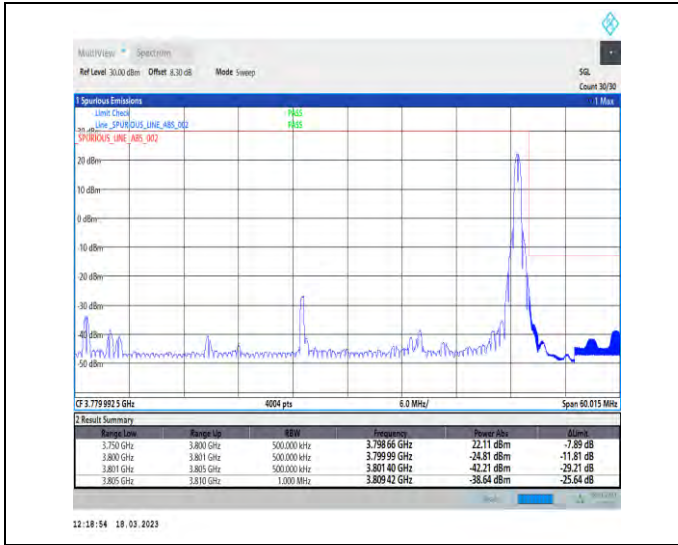 MultiView Spectrum
Ref Level 30.00 dBm Offset 8.30 dB Mode Sweep SGL
Count 30/30
1 Spurious Emissions 1 Max
Limit Check PASS
Line _SPURIOUS_LINE_ABS_002 PASS
_SPURIOUS_LINE_ABS_002
20 dBm
10 dBm
0 dBm
-10 dBm
-20 dBm
-30 dBm
-40 dBm
-50 dBm
CF 3.779 992 5 GHz 4004 pts 6.0 MHz/ Span 60.015 MHz
2 Result Summary
Range Low Range Up RBW Frequency Power Abs ΔLimit
3.750 GHz 3.800 GHz 500.000 kHz 3.798 66 GHz 22.11 dBm -7.89 dB
3.800 GHz 3.801 GHz 500.000 kHz 3.799 99 GHz -24.81 dBm -11.81 dB
3.801 GHz 3.805 GHz 500.000 kHz 3.801 40 GHz -42.21 dBm -29.21 dB
3.805 GHz 3.810 GHz 1.000 MHz 3.809 42 GHz -38.64 dBm -25.64 dB
12:18:54 18.03.2023